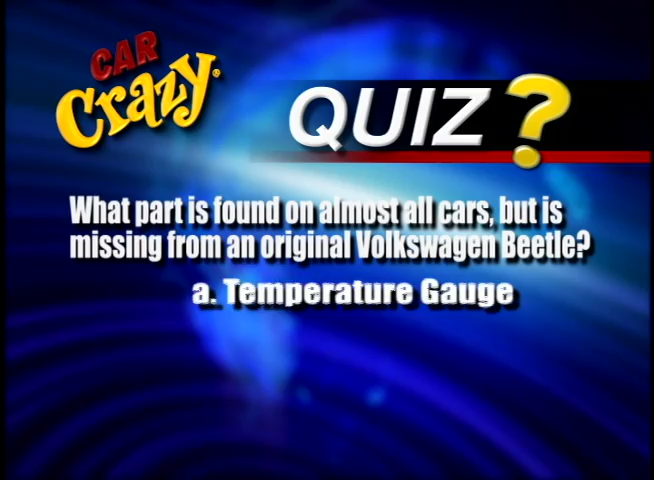 CAR
Crazy®
QUIZ?
What part is found on almost all cars, but is
missing from an original Volkswagen Beetle?
a. Temperature Gauge